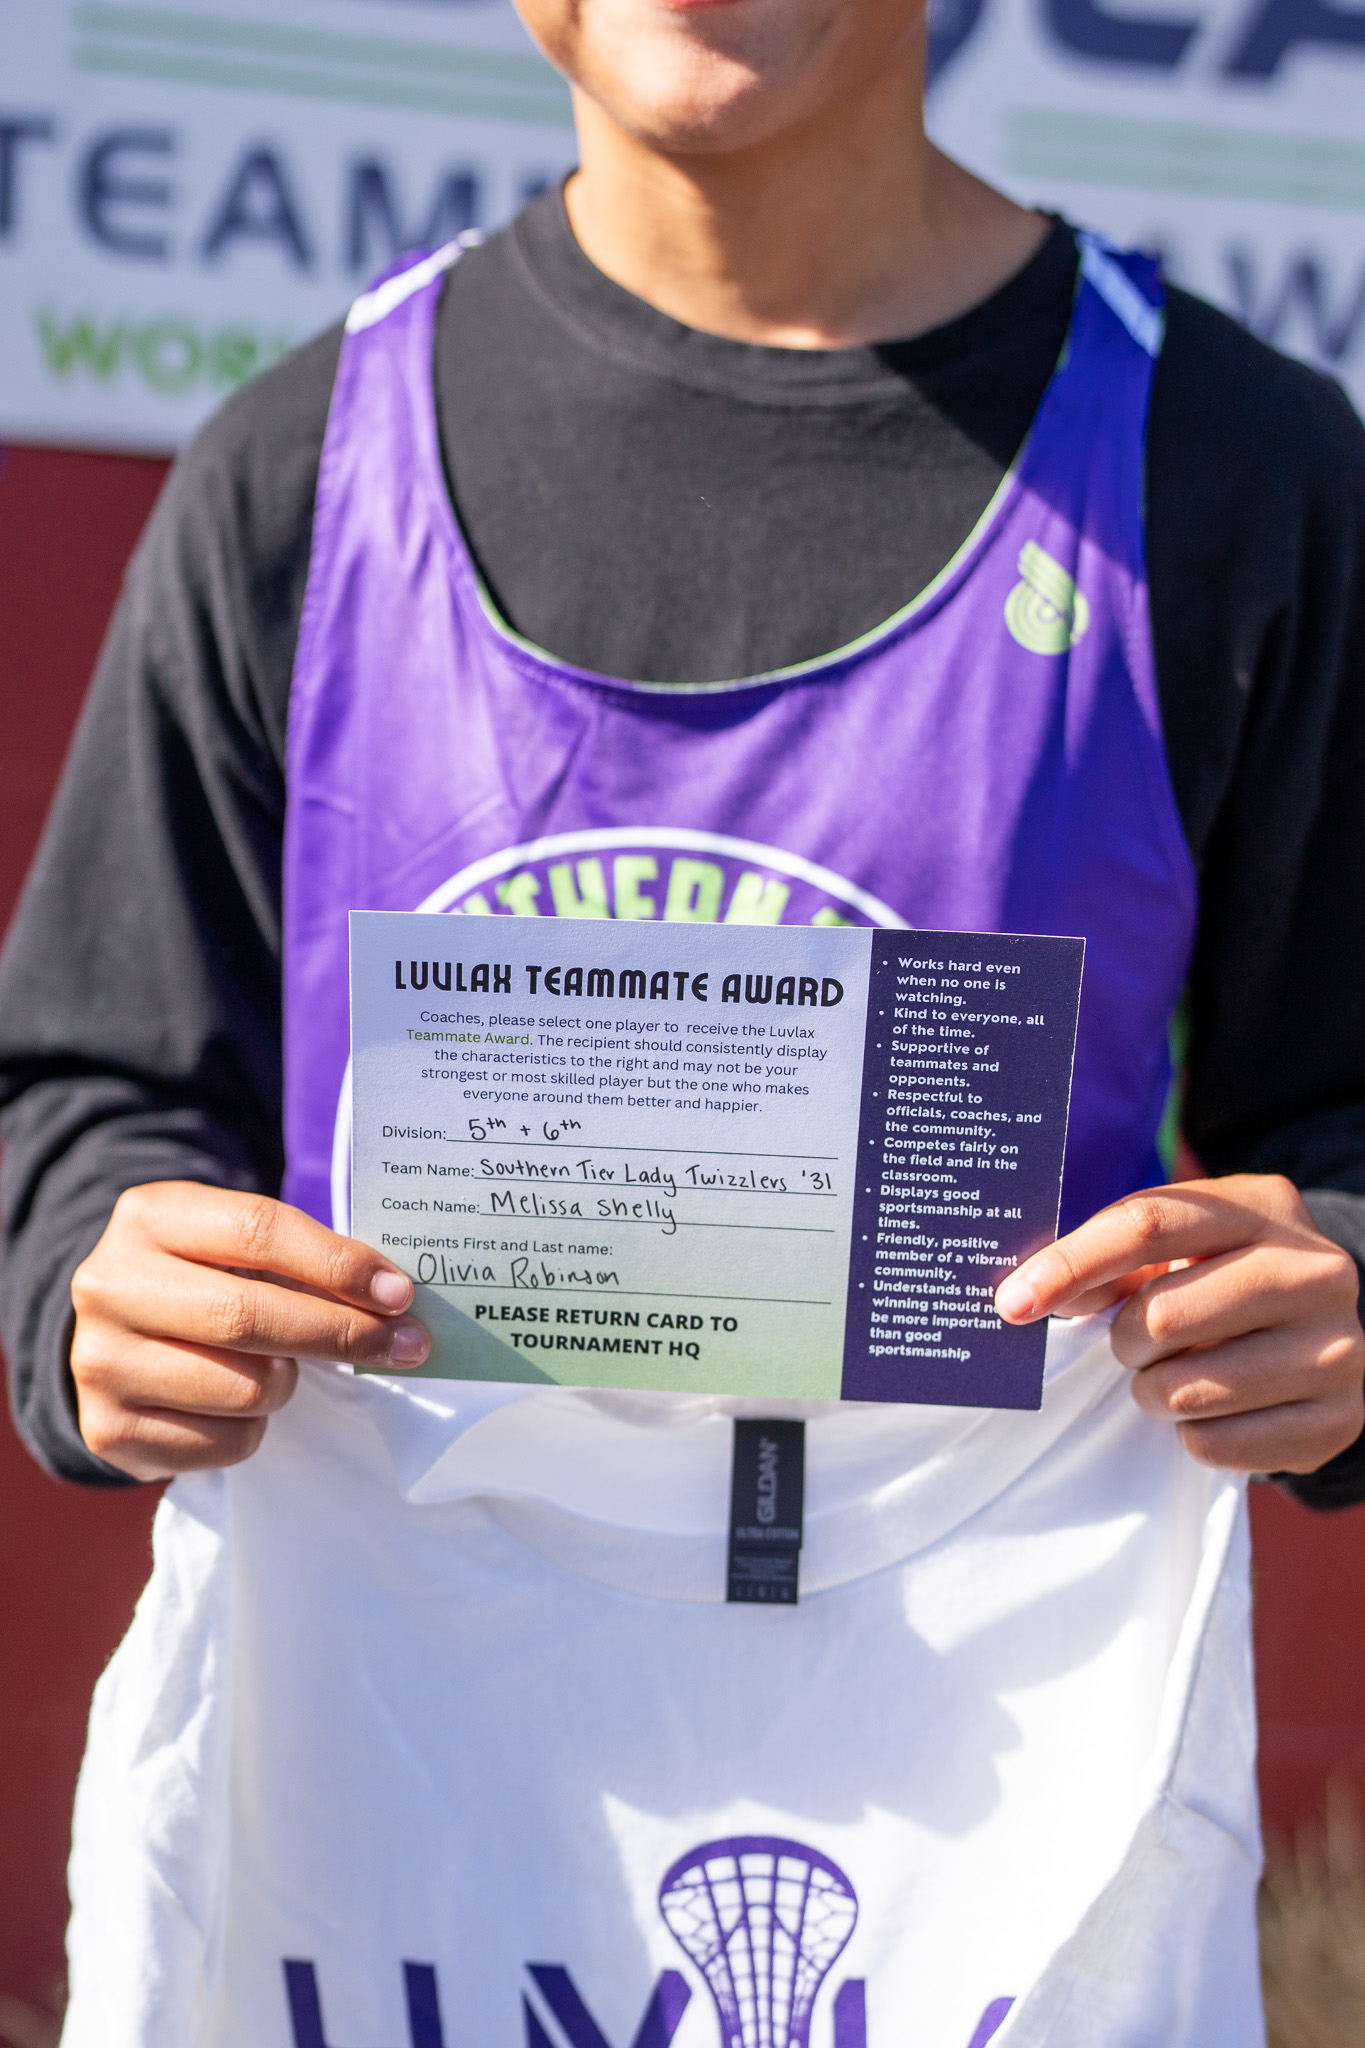 LUVLAX TEAMMATE AWARD
Coaches, please select one player to receive the Luvlax
Teammate Award. The recipient should consistently display
the characteristics to the right and may not be your
strongest or most skilled player but the one who makes
everyone around them better and happier.
Division: 5th + 6th
Team Name: Southern Tier Lady Twizzlers '31
Coach Name: Melissa Shelly
Recipients First and Last name:
Olivia Robinson
PLEASE RETURN CARD TO
TOURNAMENT HQ
• Works hard even
when no one is
watching.
• Kind to everyone, all
of the time.
• Supportive of
teammates and
opponents.
• Respectful to
officials, coaches, and
the community.
• Competes fairly on
the field and in the
classroom.
• Displays good
sportsmanship at all
times.
• Friendly, positive
member of a vibrant
community.
• Understands that
winning should
be more important
than good
sportsmanship
GILDAN
ULTRA COTTON